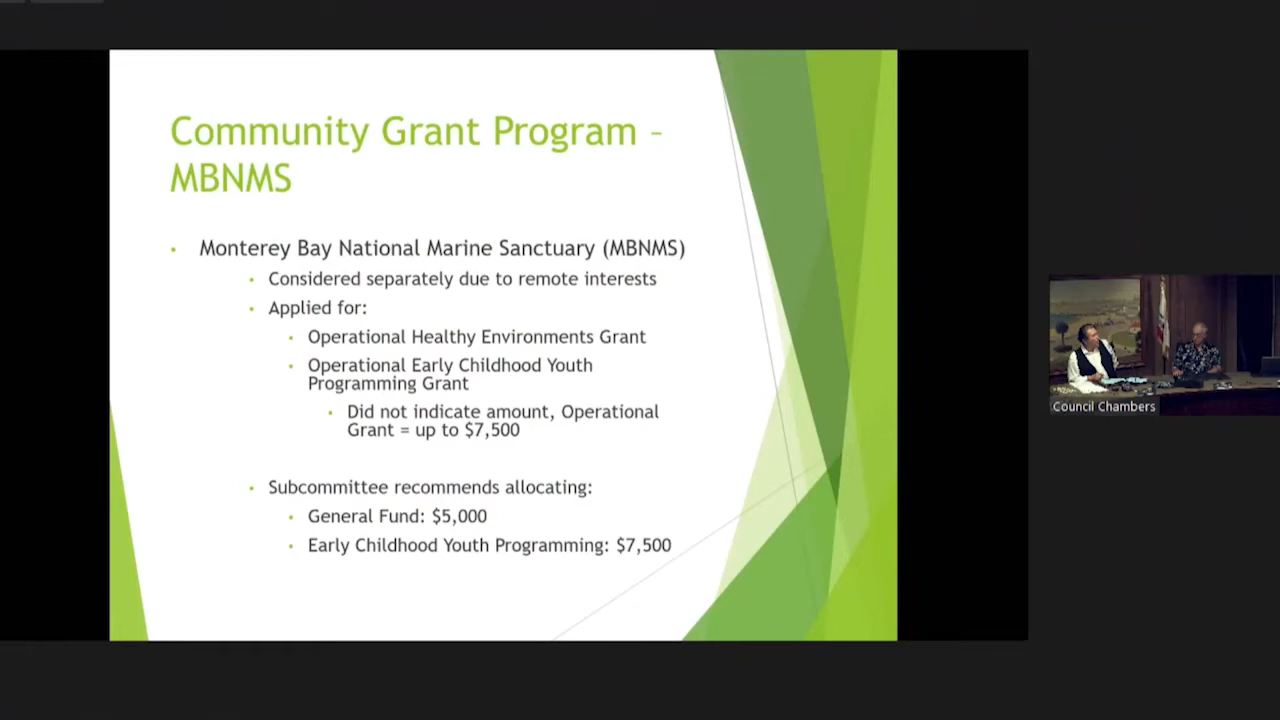 Community Grant Program –
MBNMS
• Monterey Bay National Marine Sanctuary (MBNMS)
• Considered separately due to remote interests
• Applied for:
• Operational Healthy Environments Grant
• Operational Early Childhood Youth
Programming Grant
• Did not indicate amount, Operational
Grant = up to $7,500
• Subcommittee recommends allocating:
• General Fund: $5,000
• Early Childhood Youth Programming: $7,500
Council Chambers